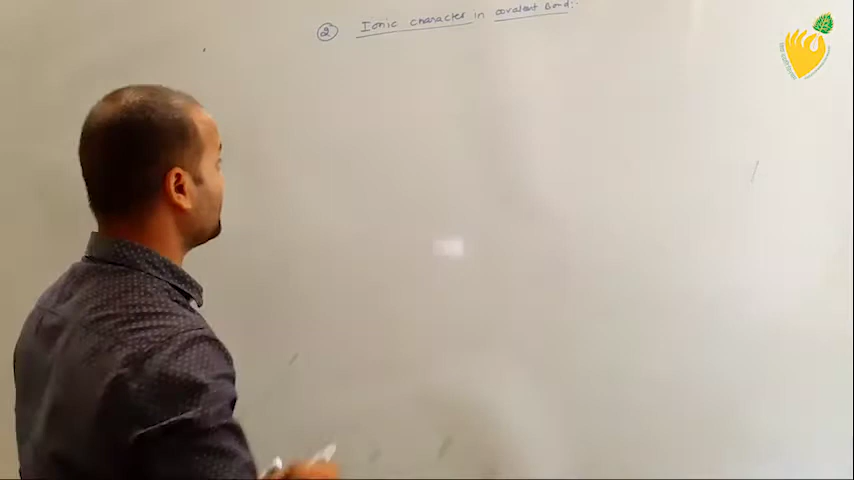 ② Ionic character in covalent Bond:-